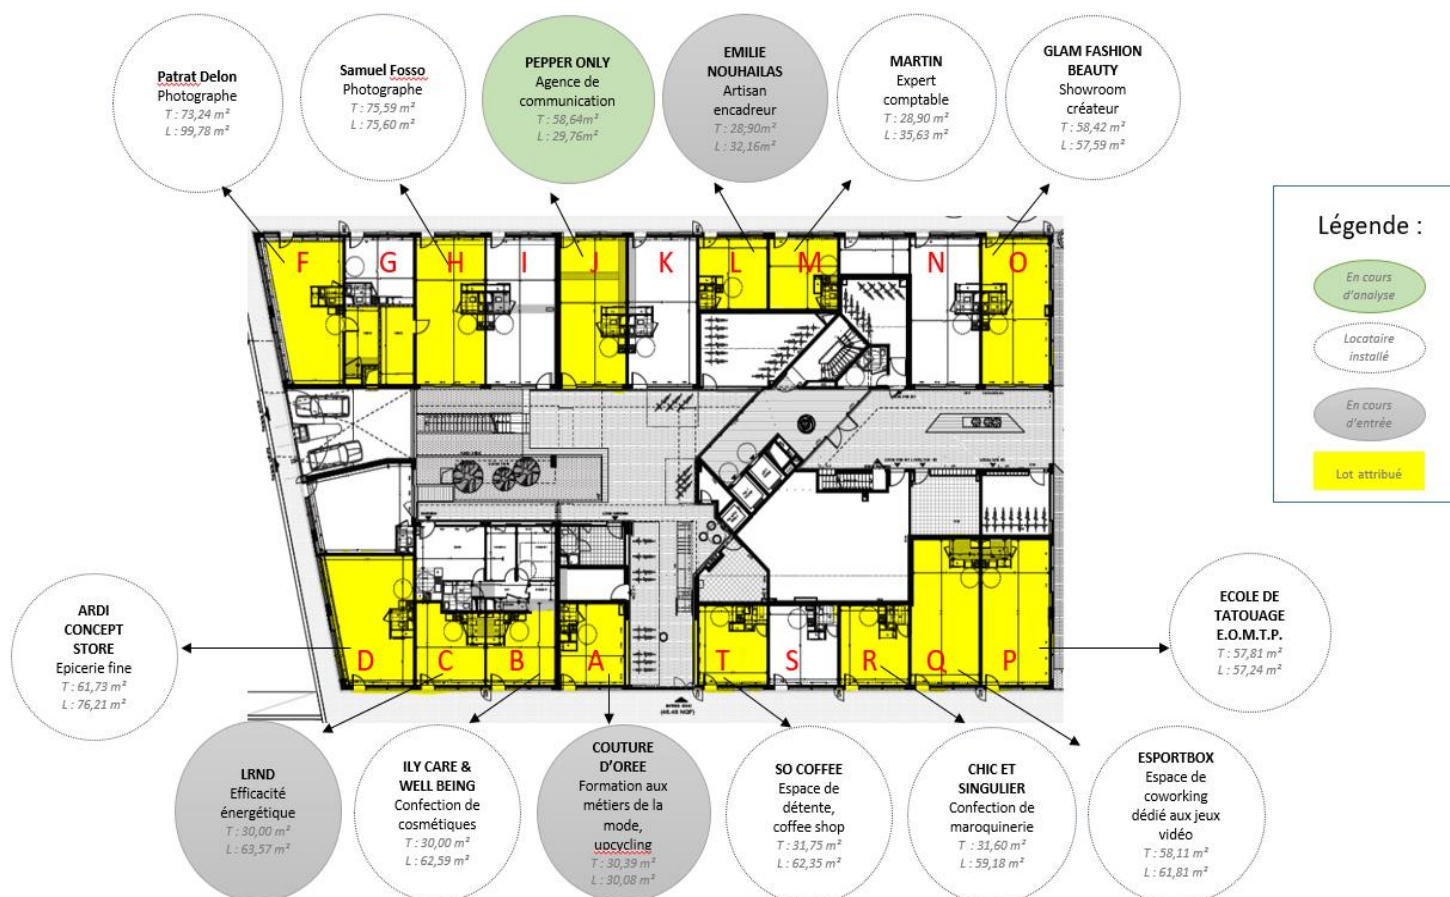 Patrat Delon
Photographe
T : 73,24 m²
L : 99,78 m²
Samuel Fosso
Photographe
T : 75,59 m²
L : 75,60 m²
PEPPER ONLY
Agence de
communication
T : 58,64m²
L : 29,76m²
EMILIE
NOUHAILAS
Artisan
encadreur
T : 28,90m²
L : 32,16m²
MARTIN
Expert
comptable
T : 28,90 m²
L : 35,63 m²
GLAM FASHION
BEAUTY
Showroom
créateur
T : 58,42 m²
L : 57,59 m²
Légende :
En cours
d'analyse
Locataire
installé
En cours
d'entrée
Lot attribué
F
G
H
I
J
K
L
M
N
O
D
C
B
A
T
S
R
Q
P
ARDI
CONCEPT
STORE
Epicerie fine
T : 61,73 m²
L : 76,21 m²
ECOLE DE
TATOUAGE
E.O.M.T.P.
T : 57,81 m²
L : 57,24 m²
LRND
Efficacité
énergétique
T : 30,00 m²
L : 63,57 m²
ILY CARE &
WELL BEING
Confection de
cosmétiques
T : 30,00 m²
L : 62,59 m²
COUTURE
D'OREE
Formation aux
métiers de la
mode,
upcycling
T : 30,39 m²
L : 30,08 m²
SO COFFEE
Espace de
détente,
coffee shop
T : 31,75 m²
L : 62,35 m²
CHIC ET
SINGULIER
Confection de
maroquinerie
T : 31,60 m²
L : 59,18 m²
ESPORTBOX
Espace de
coworking
dédié aux jeux
vidéo
T : 58,11 m²
L : 61,81 m²